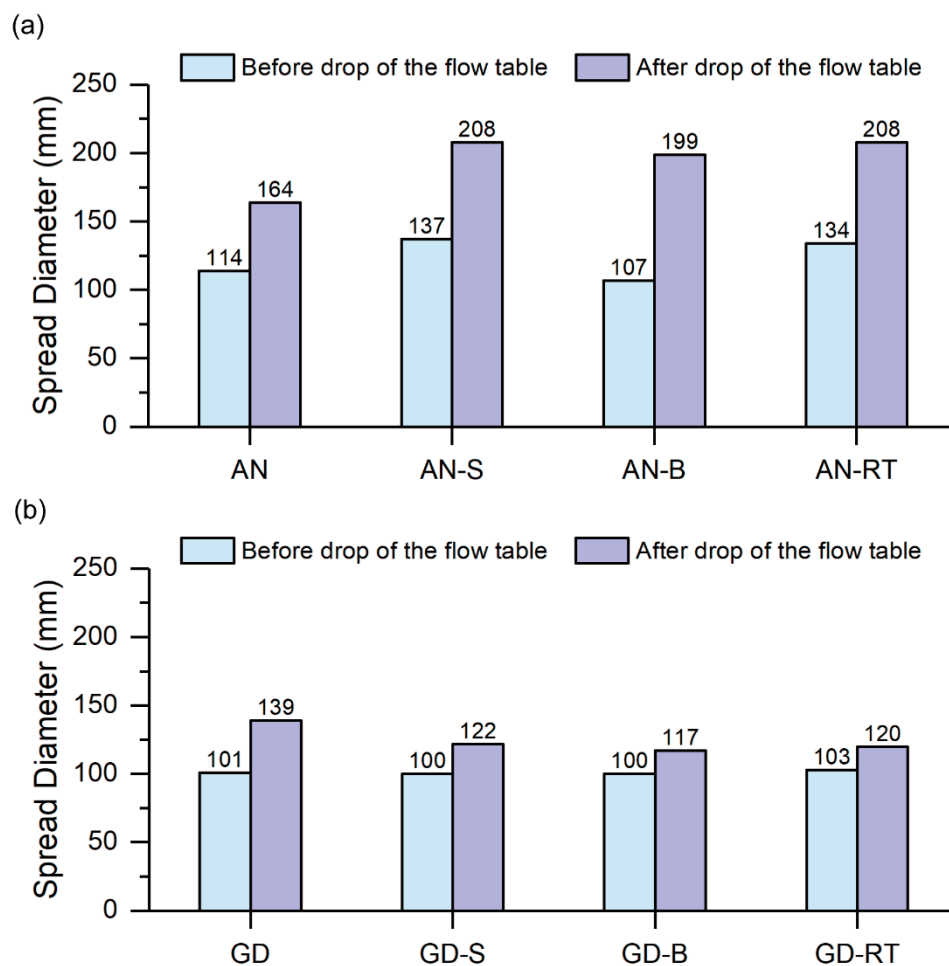 (a)
Before drop of the flow table After drop of the flow table
Spread Diameter (mm)
250
200
150
100
50
0
114 164 137 208 107 199 134 208
AN AN-S AN-B AN-RT
(b)
Before drop of the flow table After drop of the flow table
Spread Diameter (mm)
250
200
150
100
50
0
101 139 100 122 100 117 103 120
GD GD-S GD-B GD-RT